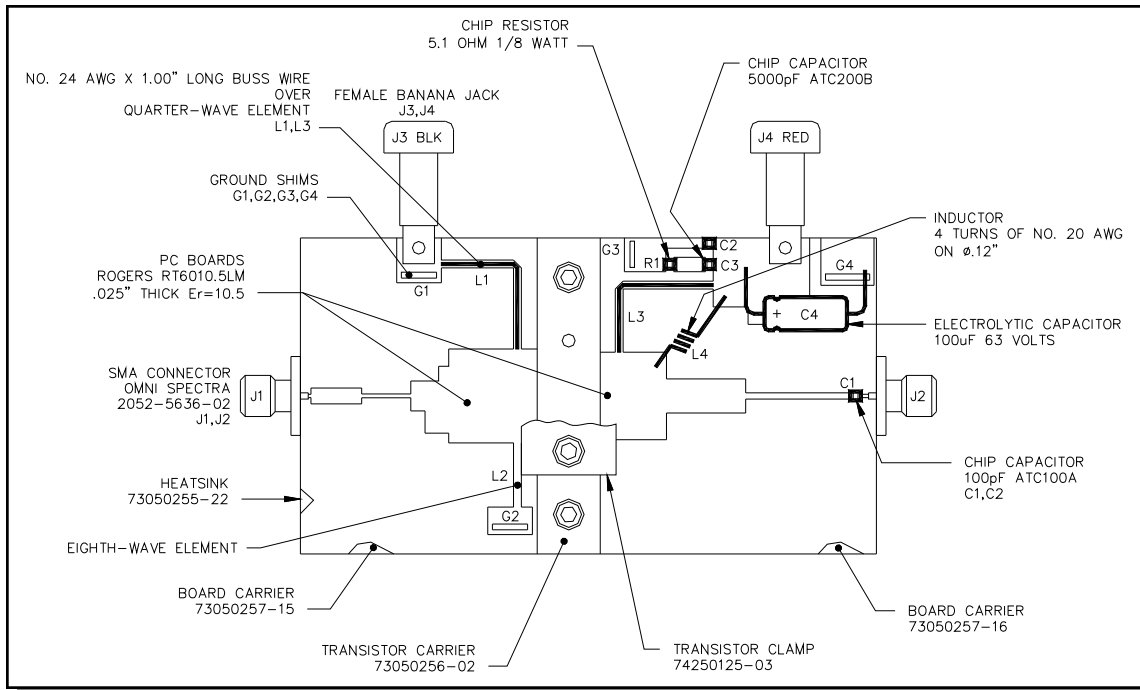 CHIP RESISTOR
5.1 OHM 1/8 WATT
CHIP CAPACITOR
5000pF ATC200B
NO. 24 AWG X 1.00" LONG BUSS WIRE
OVER
QUARTER-WAVE ELEMENT
L1,L3
FEMALE BANANA JACK
J3,J4
J3 BLK
J4 RED
GROUND SHIMS
G1,G2,G3,G4
INDUCTOR
4 TURNS OF NO. 20 AWG
ON ø.12"
PC BOARDS
ROGERS RT6010.5LM
.025" THICK Er=10.5
G1
L1
G3
C2
R1
C3
G4
L3
L4
+
C4
ELECTROLYTIC CAPACITOR
100uF 63 VOLTS
SMA CONNECTOR
OMNI SPECTRA
2052-5636-02
J1,J2
J1
C1
J2
CHIP CAPACITOR
100pF ATC100A
C1,C2
HEATSINK
73050255-22
L2
G2
EIGHTH-WAVE ELEMENT
BOARD CARRIER
73050257-15
BOARD CARRIER
73050257-16
TRANSISTOR CARRIER
73050256-02
TRANSISTOR CLAMP
74250125-03